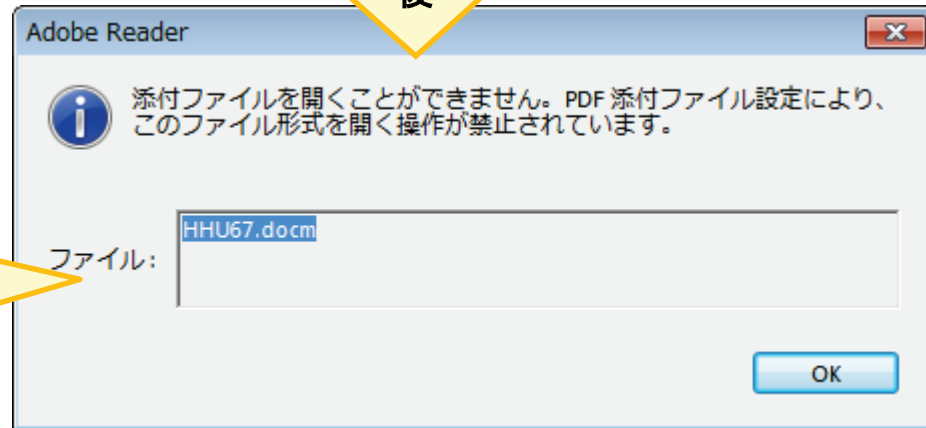 後
Adobe Reader
添付ファイルを開くことができません。PDF 添付ファイル設定により、
このファイル形式を開く操作が禁止されています。
ファイル:
HHU67.docm
OK